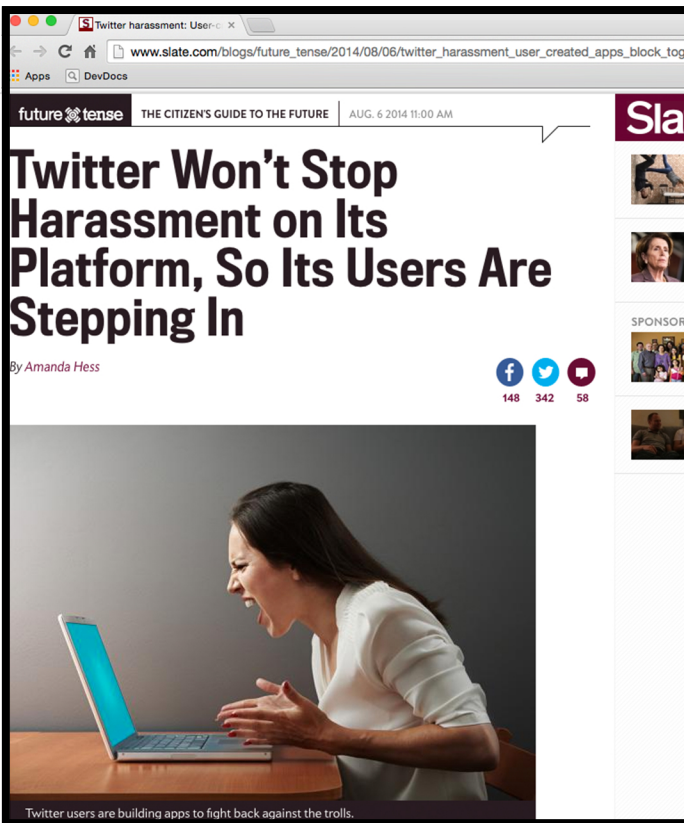 S Twitter harassment: User-c ×
www.slate.com/blogs/future_tense/2014/08/06/twitter_harassment_user_created_apps_block_tog
Apps DevDocs
future tense THE CITIZEN'S GUIDE TO THE FUTURE AUG. 6 2014 11:00 AM
Sla
Twitter Won't Stop
Harassment on Its
Platform, So Its Users Are
Stepping In
By Amanda Hess
148 342 58
SPONSOR
Twitter users are building apps to fight back against the trolls.